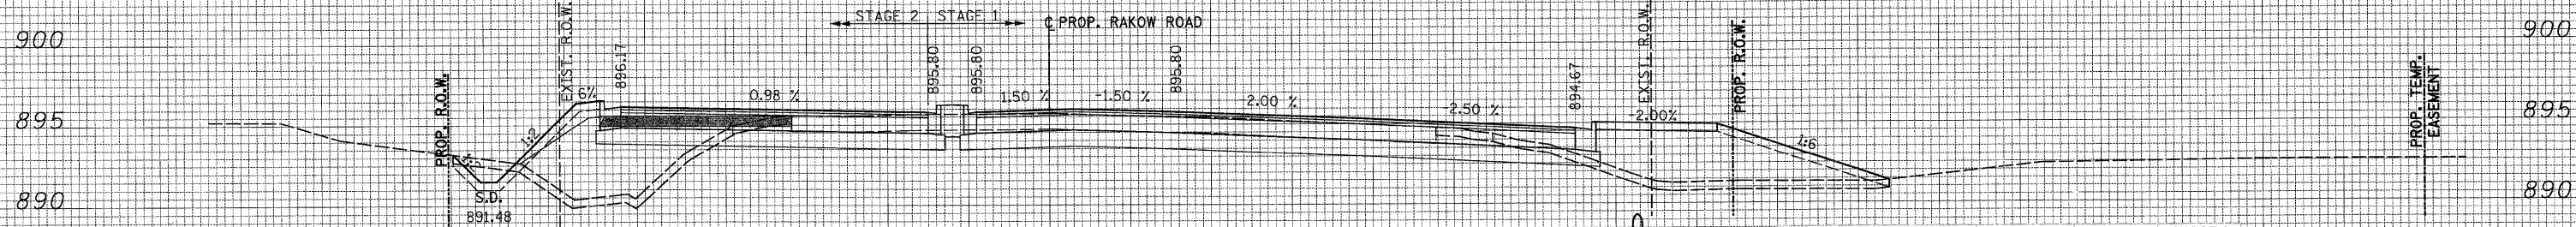 STAGE 2 STAGE 1
℄ PROP. RAKOW ROAD
900
900
EXIST. R.O.W.
EXIST. R.O.W.
PROP. R.O.W.
PROP. R.O.W.
PROP. TEMP.
EASEMENT
896.17
895.80
895.80
895.80
894.67
6%
0.98 %
1.50 %
-1.50 %
-2.00 %
-2.50 %
-2.00%
895
895
1:2
1:6
S.D.
891.48
890
890
0